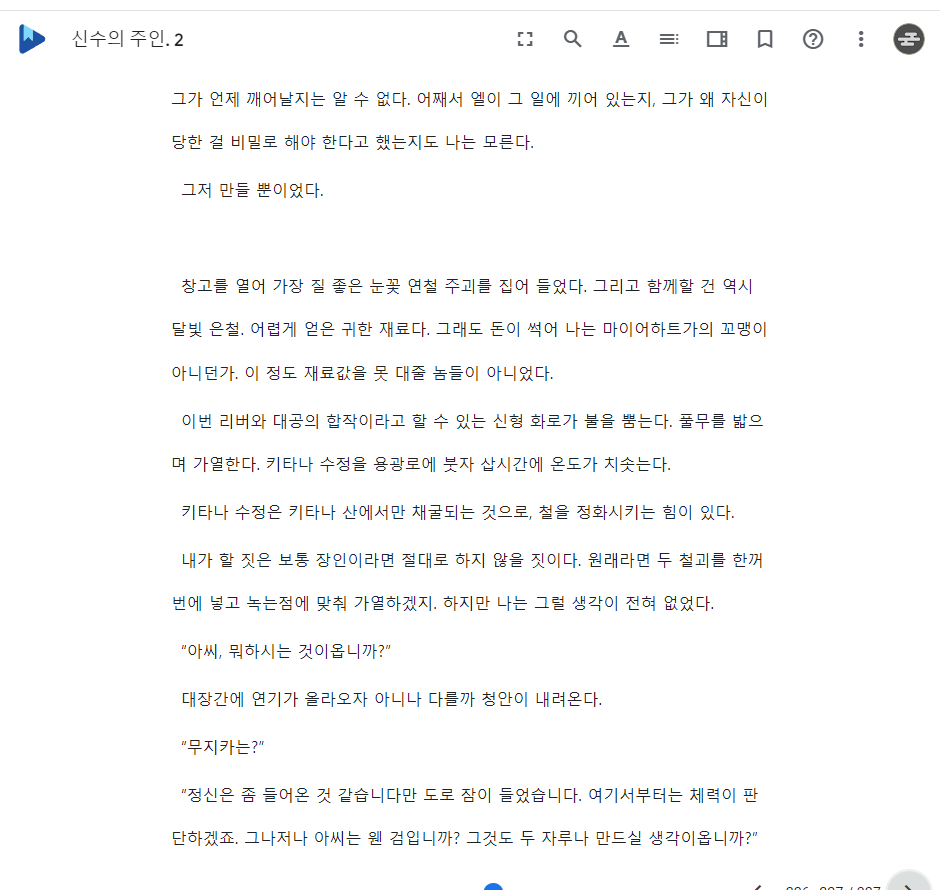 신수의 주인. 2
그가 언제 깨어날지는 알 수 없다. 어째서 엘이 그 일에 끼어 있는지, 그가 왜 자신이
당한 걸 비밀로 해야 한다고 했는지도 나는 모른다.
그저 만들 뿐이었다.
창고를 열어 가장 질 좋은 눈꽃 연철 주괴를 집어 들었다. 그리고 함께할 건 역시
달빛 은철. 어렵게 얻은 귀한 재료다. 그래도 돈이 썩어 나는 마이어하트가의 꼬맹이
아니던가. 이 정도 재료값을 못 대줄 놈들이 아니었다.
이번 리버와 대공의 합작이라고 할 수 있는 신형 화로가 불을 뿜는다. 풀무를 밟으
며 가열한다. 키타나 수정을 용광로에 붓자 삽시간에 온도가 치솟는다.
키타나 수정은 키타나 산에서만 채굴되는 것으로, 철을 정화시키는 힘이 있다.
내가 할 짓은 보통 장인이라면 절대로 하지 않을 짓이다. 원래라면 두 철괴를 한꺼
번에 넣고 녹는점에 맞춰 가열하겠지. 하지만 나는 그럴 생각이 전혀 없었다.
“아씨, 뭐하시는 것이옵니까?”
대장간에 연기가 올라오자 아니나 다를까 청안이 내려온다.
“무지카는?”
“정신은 좀 들어온 것 같습니다만 도로 잠이 들었습니다. 여기서부터는 체력이 판
단하겠죠. 그나저나 아씨는 웬 검입니까? 그것도 두 자루나 만드실 생각이옵니까?”